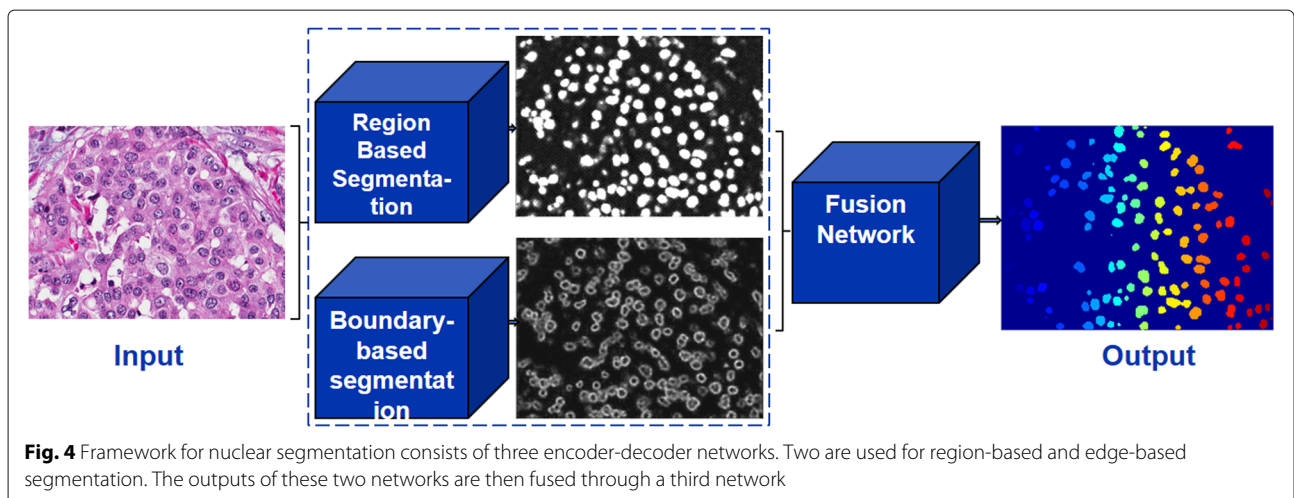 Region
Based
Segmenta-
tion
Boundary-
based
segmentat
ion
Fusion
Network
Input
Output
Fig. 4 Framework for nuclear segmentation consists of three encoder-decoder networks. Two are used for region-based and edge-based
segmentation. The outputs of these two networks are then fused through a third network